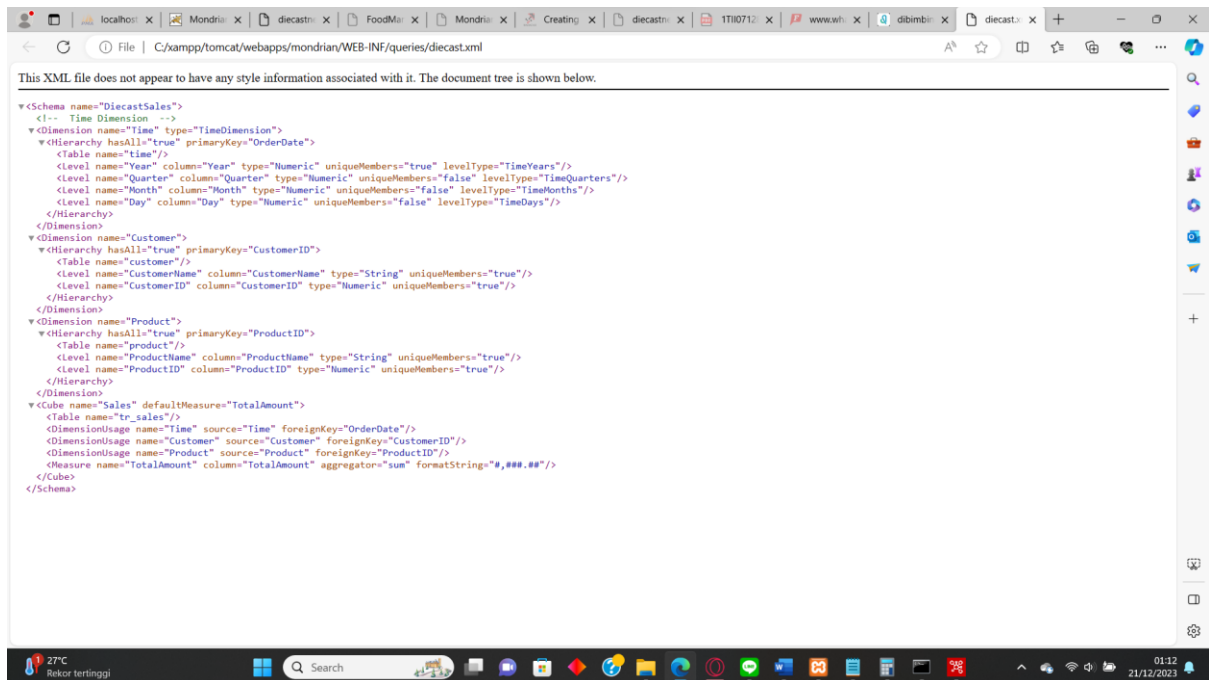 localhost
Mondria
diecastn
FoodMar
Mondria
Creating
diecastn
1TII0712
www.wh
dibimbin
diecast.x
File | C:/xampp/tomcat/webapps/mondrian/WEB-INF/queries/diecast.xml
This XML file does not appear to have any style information associated with it. The document tree is shown below.
▼<Schema name="DiecastSales">
<!-- Time Dimension -->
▼<Dimension name="Time" type="TimeDimension">
▼<Hierarchy hasAll="true" primaryKey="OrderDate">
<Table name="time"/>
<Level name="Year" column="Year" type="Numeric" uniqueMembers="true" levelType="TimeYears"/>
<Level name="Quarter" column="Quarter" type="Numeric" uniqueMembers="false" levelType="TimeQuarters"/>
<Level name="Month" column="Month" type="Numeric" uniqueMembers="false" levelType="TimeMonths"/>
<Level name="Day" column="Day" type="Numeric" uniqueMembers="false" levelType="TimeDays"/>
</Hierarchy>
</Dimension>
▼<Dimension name="Customer">
▼<Hierarchy hasAll="true" primaryKey="CustomerID">
<Table name="customer"/>
<Level name="CustomerName" column="CustomerName" type="String" uniqueMembers="true"/>
<Level name="CustomerID" column="CustomerID" type="Numeric" uniqueMembers="true"/>
</Hierarchy>
</Dimension>
▼<Dimension name="Product">
▼<Hierarchy hasAll="true" primaryKey="ProductID">
<Table name="product"/>
<Level name="ProductName" column="ProductName" type="String" uniqueMembers="true"/>
<Level name="ProductID" column="ProductID" type="Numeric" uniqueMembers="true"/>
</Hierarchy>
</Dimension>
▼<Cube name="Sales" defaultMeasure="TotalAmount">
<Table name="tr_sales"/>
<DimensionUsage name="Time" source="Time" foreignKey="OrderDate"/>
<DimensionUsage name="Customer" source="Customer" foreignKey="CustomerID"/>
<DimensionUsage name="Product" source="Product" foreignKey="ProductID"/>
<Measure name="TotalAmount" column="TotalAmount" aggregator="sum" formatString="#,###.##"/>
</Cube>
</Schema>
1
27°C
Rekor tertinggi
Search
01:12
21/12/2023